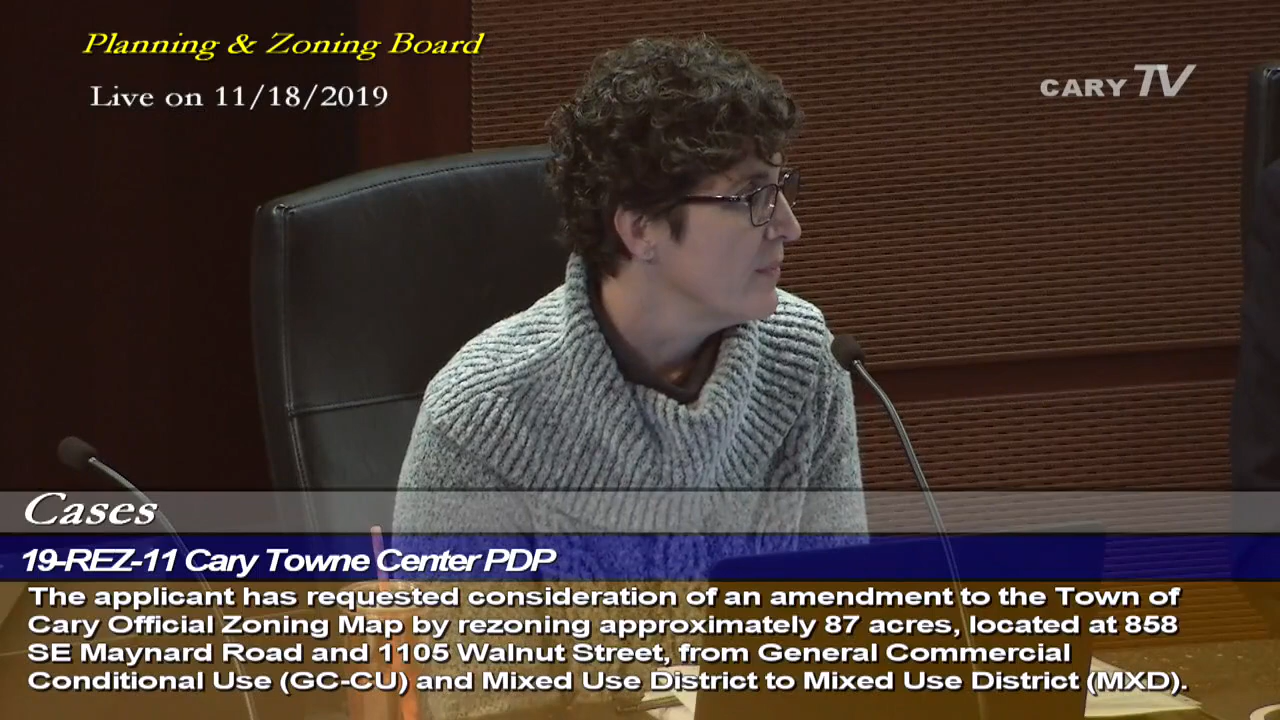 Planning & Zoning Board
Live on 11/18/2019
CARY TV
Cases
19-REZ-11 Cary Towne Center PDP
The applicant has requested consideration of an amendment to the Town of
Cary Official Zoning Map by rezoning approximately 87 acres, located at 858
SE Maynard Road and 1105 Walnut Street, from General Commercial
Conditional Use (GC-CU) and Mixed Use District to Mixed Use District (MXD).